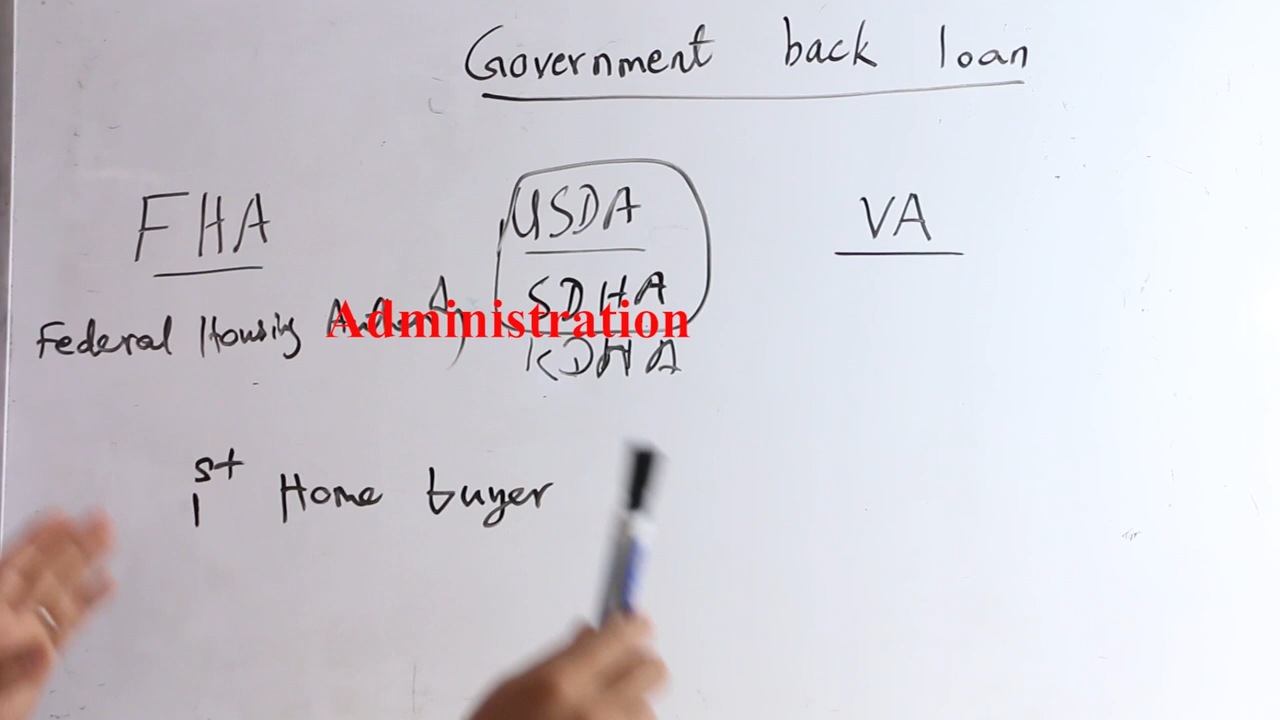 Government back loan
FHA
USDA
VA
SDHA
Federal Housing
Administration
KDHA
1st Home buyer